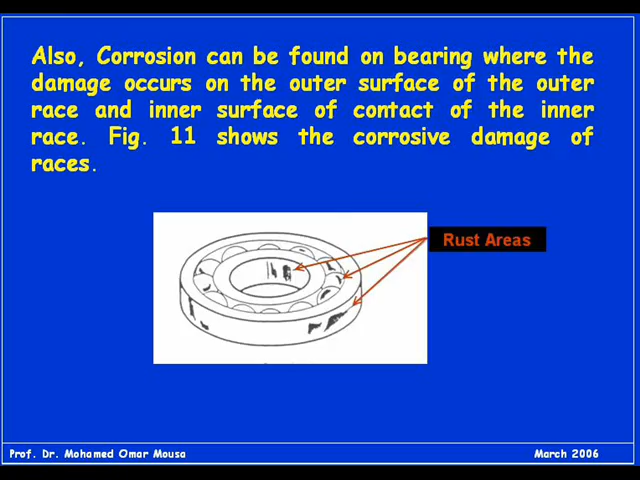 Also, Corrosion can be found on bearing where the
damage occurs on the outer surface of the outer
race and inner surface of contact of the inner
race. Fig. 11 shows the corrosive damage of
races.
Rust Areas
Prof. Dr. Mohamed Omar Mousa
March 2006